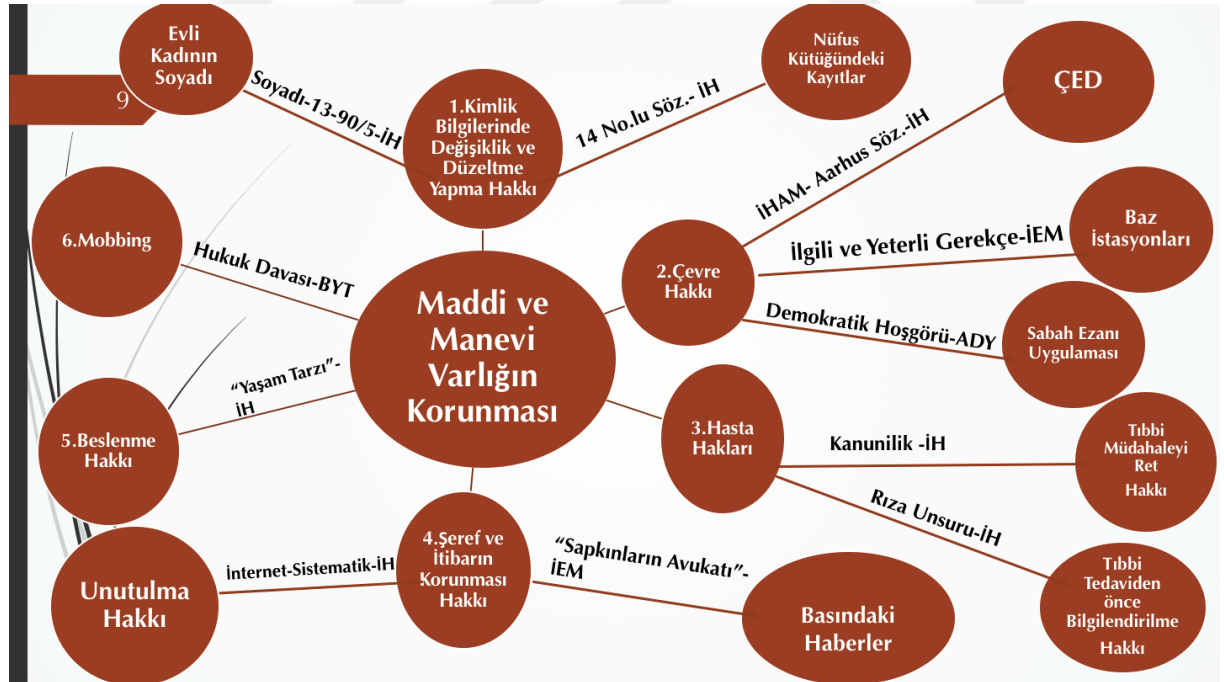 9
Maddi ve
Manevi
Varlığın
Korunması
1.Kimlik
Bilgilerinde
Değişiklik ve
Düzeltme
Yapma Hakkı
Soyadı-13-90/5-İH
Evli
Kadının
Soyadı
14 No.lu Söz.- İH
Nüfus
Kütüğündeki
Kayıtlar
2.Çevre
Hakkı
İHAM- Aarhus Söz.-İH
ÇED
İlgili ve Yeterli Gerekçe-İEM
Baz
İstasyonları
Demokratik Hoşgörü-ADY
Sabah Ezanı
Uygulaması
3.Hasta
Hakları
Kanunilik -İH
Tıbbi
Müdahaleyi
Ret
Hakkı
Rıza Unsuru-İH
Tıbbi
Tedaviden
önce
Bilgilendirilme
Hakkı
4.Şeref ve
İtibarın
Korunması
Hakkı
“Sapkınların Avukatı”-
İEM
Basındaki
Haberler
İnternet-Sistematik-İH
Unutulma
Hakkı
5.Beslenme
Hakkı
“Yaşam Tarzı”-
İH
6.Mobbing
Hukuk Davası-BYT